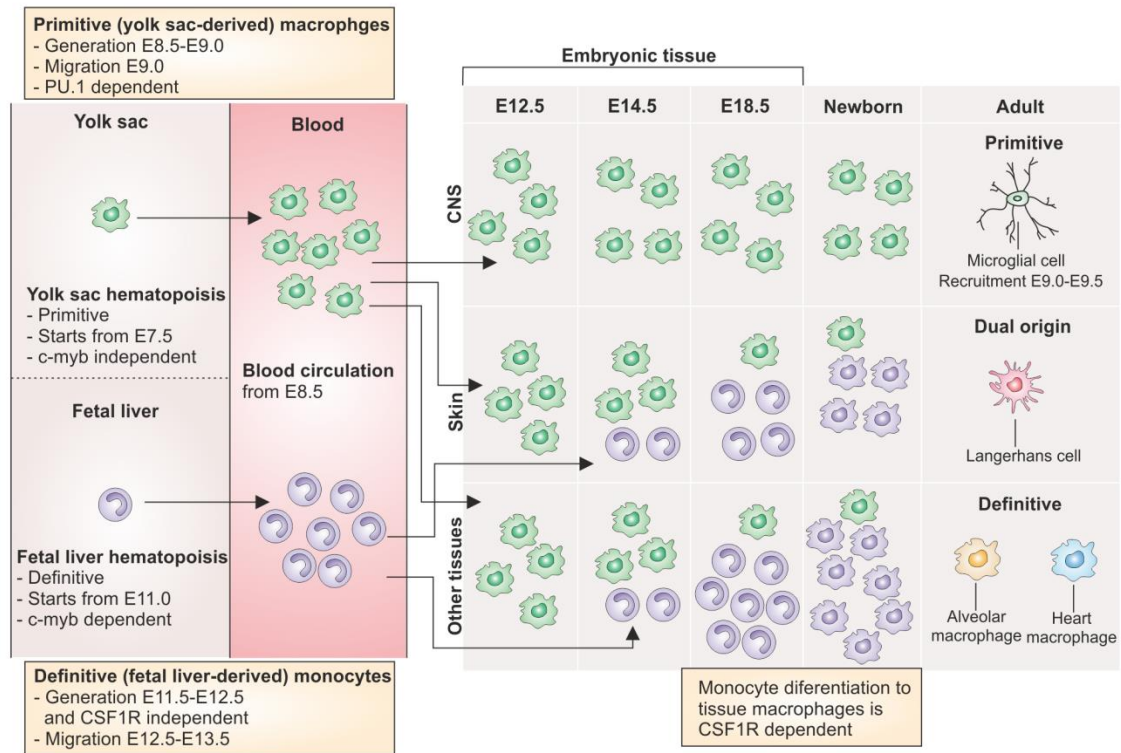 Primitive (yolk sac-derived) macrophges
- Generation E8.5-E9.0
- Migration E9.0
- PU.1 dependent
Yolk sac
Blood
Yolk sac hematopoisis
- Primitive
- Starts from E7.5
- c-myb independent
Blood circulation
from E8.5
Fetal liver
Fetal liver hematopoisis
- Definitive
- Starts from E11.0
- c-myb dependent
Definitive (fetal liver-derived) monocytes
- Generation E11.5-E12.5
and CSF1R independent
- Migration E12.5-E13.5
Embryonic tissue
E12.5
E14.5
E18.5
Newborn
Adult
CNS
Primitive
Microglial cell
Recruitment E9.0-E9.5
Skin
Dual origin
Langerhans cell
Other tissues
Definitive
Alveolar
macrophage
Heart
macrophage
Monocyte diferentiation to
tissue macrophages is
CSF1R dependent